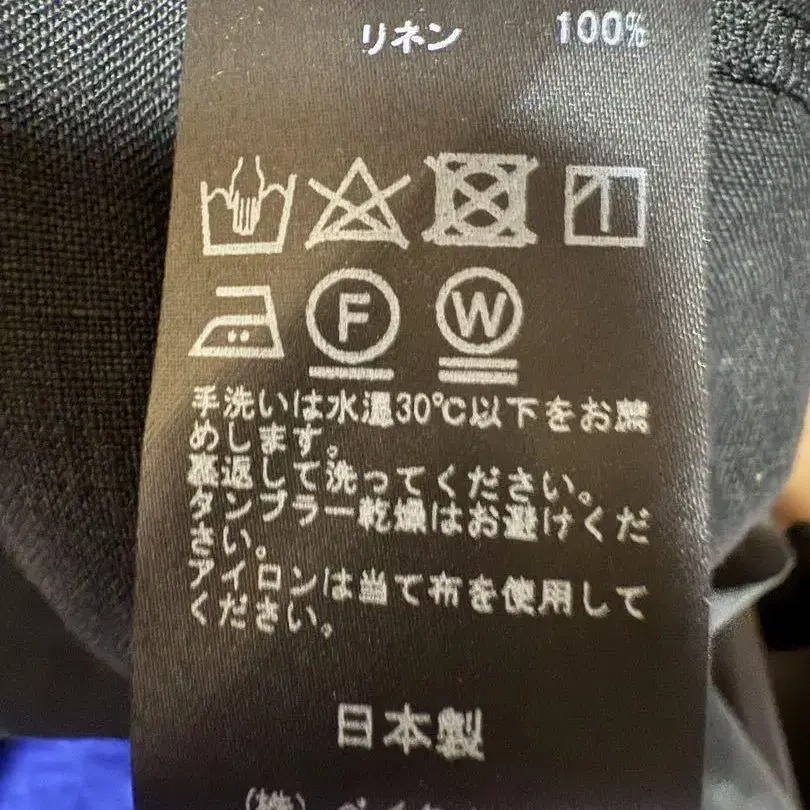 リネン 100%
F W
手洗いは水温30℃以下をお薦
めします。
裏返して洗ってください。
タンブラー乾燥はお避けくだ
さい。
アイロンは当て布を使用して
ください。
日本製
(株)